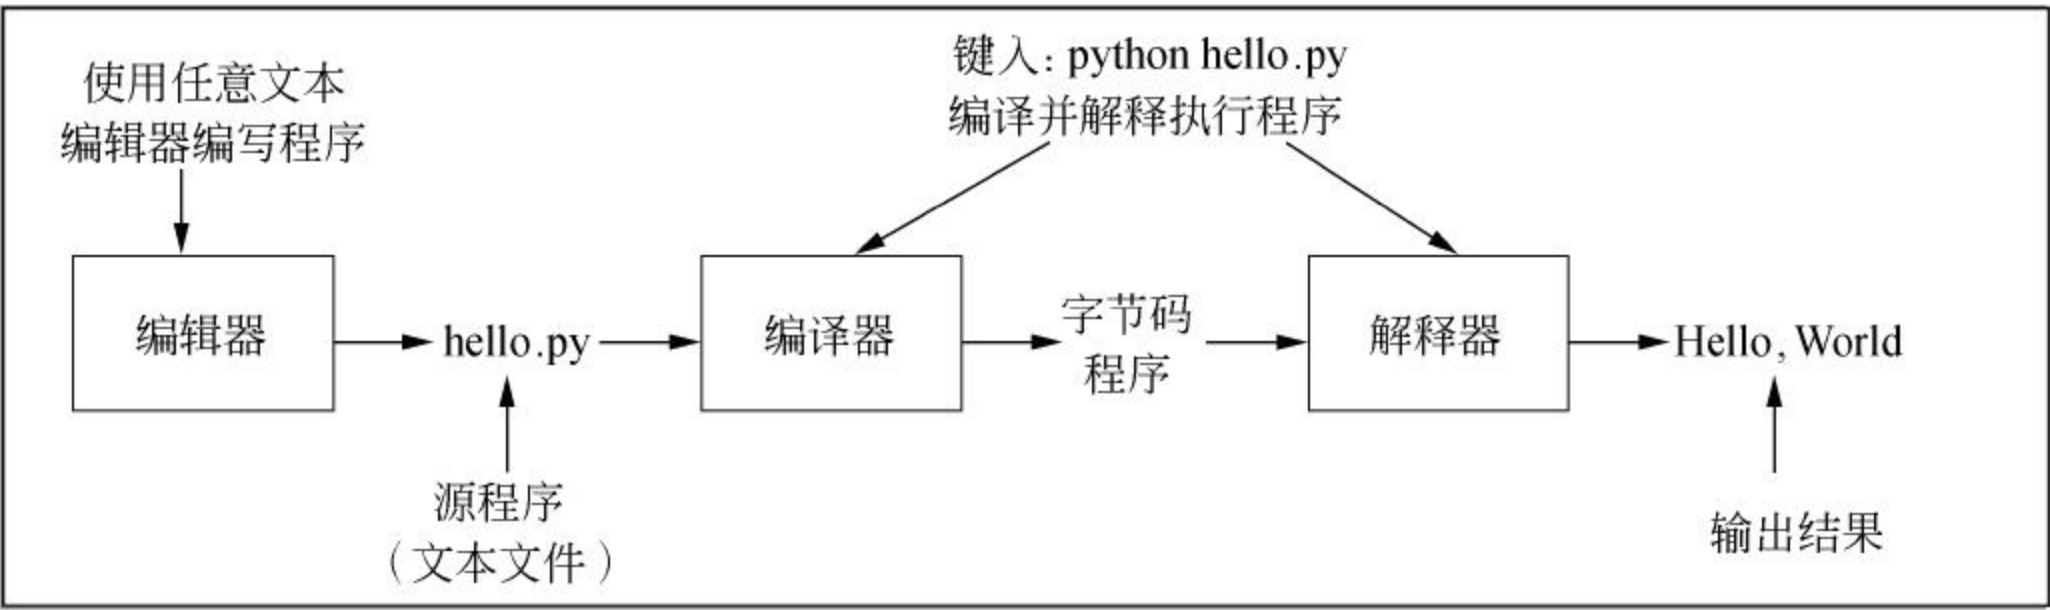 使用任意文本
编辑器编写程序
键入：python hello.py
编译并解释执行程序
编辑器
hello.py
编译器
字节码
程序
解释器
Hello, World
源程序
（文本文件）
输出结果